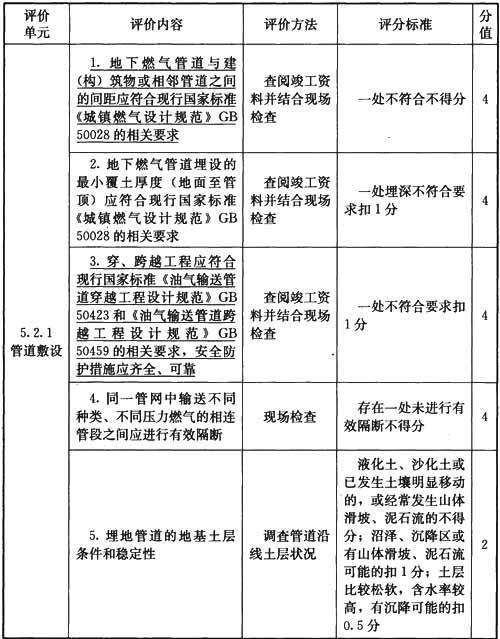 评价
单元
评价内容
评价方法
评分标准
分
值
5.2.1
管道敷设
1. 地下燃气管道与建
(构)筑物或相邻管道之间
的间距应符合现行国家标准
《城镇燃气设计规范》GB
50028的相关要求
查阅竣工资
料并结合现场
检查
一处不符合不得分
4
2. 地下燃气管道埋设的
最小覆土厚度（地面至管
顶）应符合现行国家标准
《城镇燃气设计规范》GB
50028的相关要求
查阅竣工资
料并结合现场
检查
一处埋深不符合要
求扣1分
4
3. 穿、跨越工程应符合
现行国家标准《油气输送管
道穿越工程设计规范》GB
50423和《油气输送管道跨
越工程设计规范》GB
50459的相关要求，安全防
护措施应齐全、可靠
查阅竣工资
料并结合现场
检查
一处不符合要求扣
1分
4
4. 同一管网中输送不同
种类、不同压力燃气的相连
管段之间应进行有效隔断
现场检查
存在一处未进行有
效隔断不得分
4
5. 埋地管道的地基土层
条件和稳定性
调查管道沿
线土层状况
液化土、沙化土或
已发生土壤明显移动
的，或经常发生山体
滑坡、泥石流的不得
分；沼泽、沉降区或
有山体滑坡、泥石流
可能的扣1分；土层
比较松软，含水率较
高，有沉降可能的扣
0.5分
2